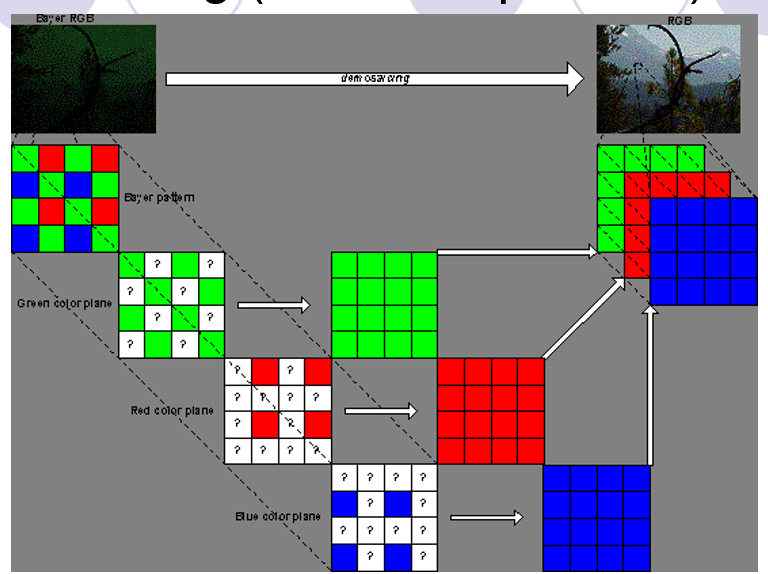 Bayer RGB
RGB
demosaicing
Bayer pattern
? ?
? ?
Green color plane
? ?
? ?
? ?
? ? ? ?
Red color plane
? ?
? ? ? ?
? ? ? ?
? ?
Blue color plane
? ? ? ?
? ?